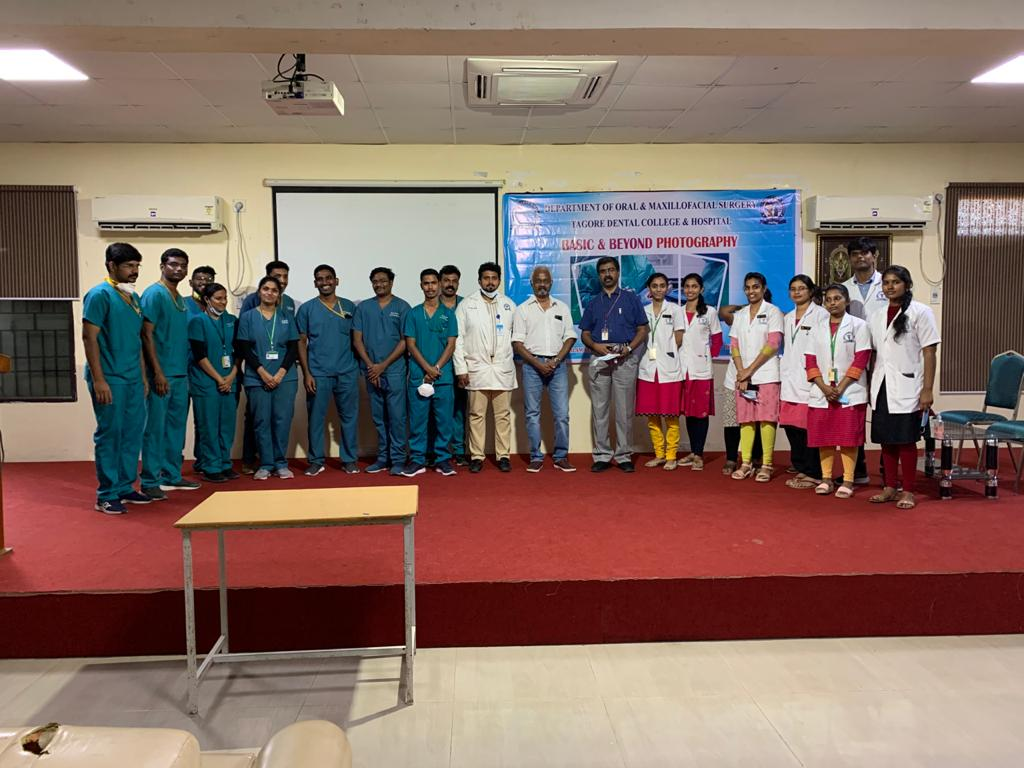 DEPARTMENT OF ORAL & MAXILLOFACIAL SURGERY
TAGORE DENTAL COLLEGE & HOSPITAL
BASIC & BEYOND PHOTOGRAPHY